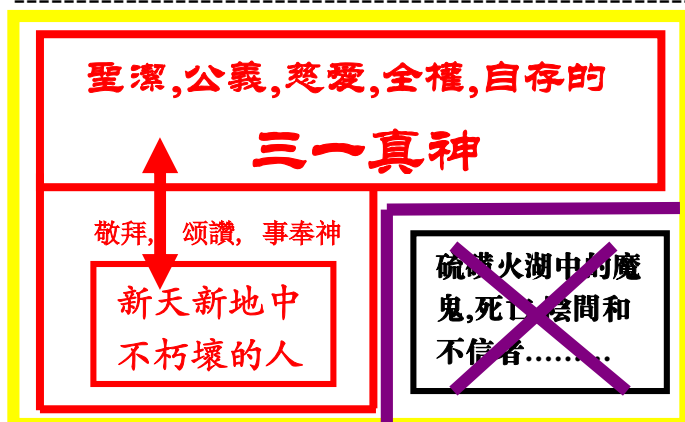 聖潔,公義,慈愛,全權,自存的
三一真神
敬拜, 颂讚, 事奉神
新天新地中
不朽壞的人
硫磺火湖中的魔
鬼,死亡,陰間和
不信者………